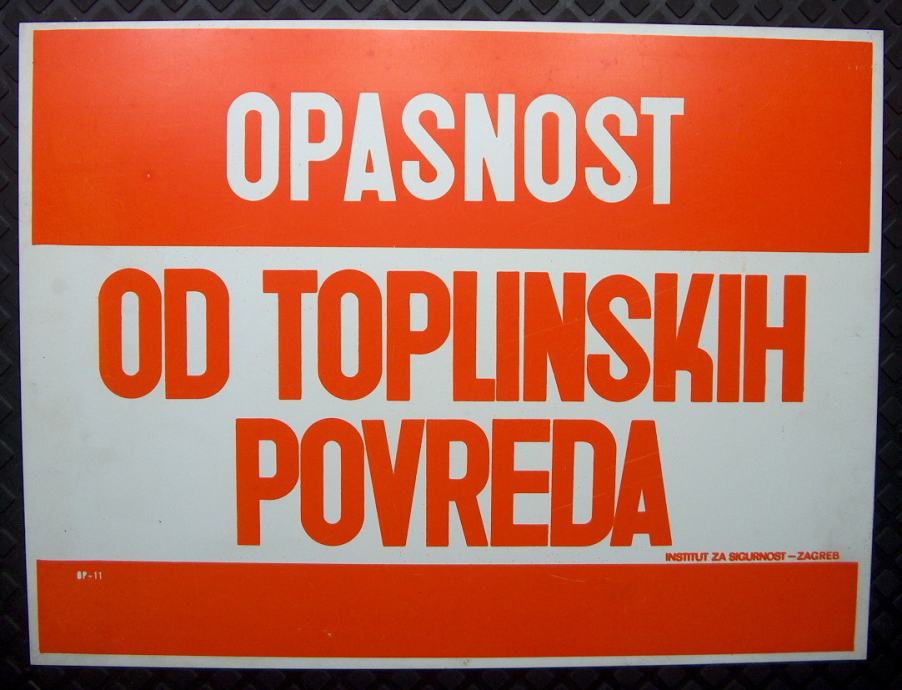 OPASNOST
OD TOPLINSKIH
POVREDA
INSTITUT ZA SIGURNOST – ZAGREB
OP-11